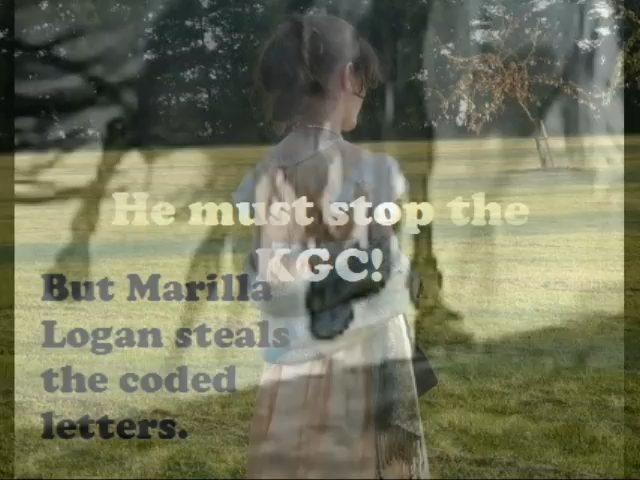 He must stop the
KGC!
But Marilla
Logan steals
the coded
letters.